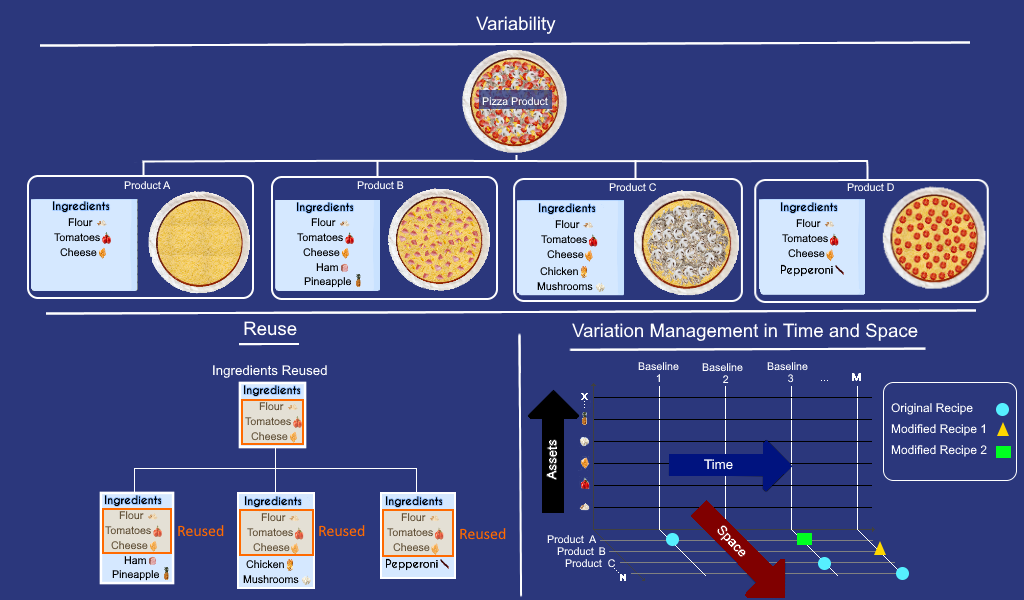 Variability
Pizza Product
Product A
Ingredients
Flour
Tomatoes
Cheese
Product B
Ingredients
Flour
Tomatoes
Cheese
Ham
Pineapple
Product C
Ingredients
Flour
Tomatoes
Cheese
Chicken
Mushrooms
Product D
Ingredients
Flour
Tomatoes
Cheese
Pepperoni
Reuse
Ingredients Reused
Ingredients
Flour
Tomatoes
Cheese
Ingredients
Flour
Tomatoes
Cheese
Ham
Pineapple
Reused
Ingredients
Flour
Tomatoes
Cheese
Chicken
Mushrooms
Reused
Ingredients
Flour
Tomatoes
Cheese
Pepperoni
Reused
Variation Management in Time and Space
Baseline
1
Baseline
2
Baseline
3
...
M
X
Assets
Time
Space
Product A
Product B
Product C
N
Original Recipe
Modified Recipe 1
Modified Recipe 2